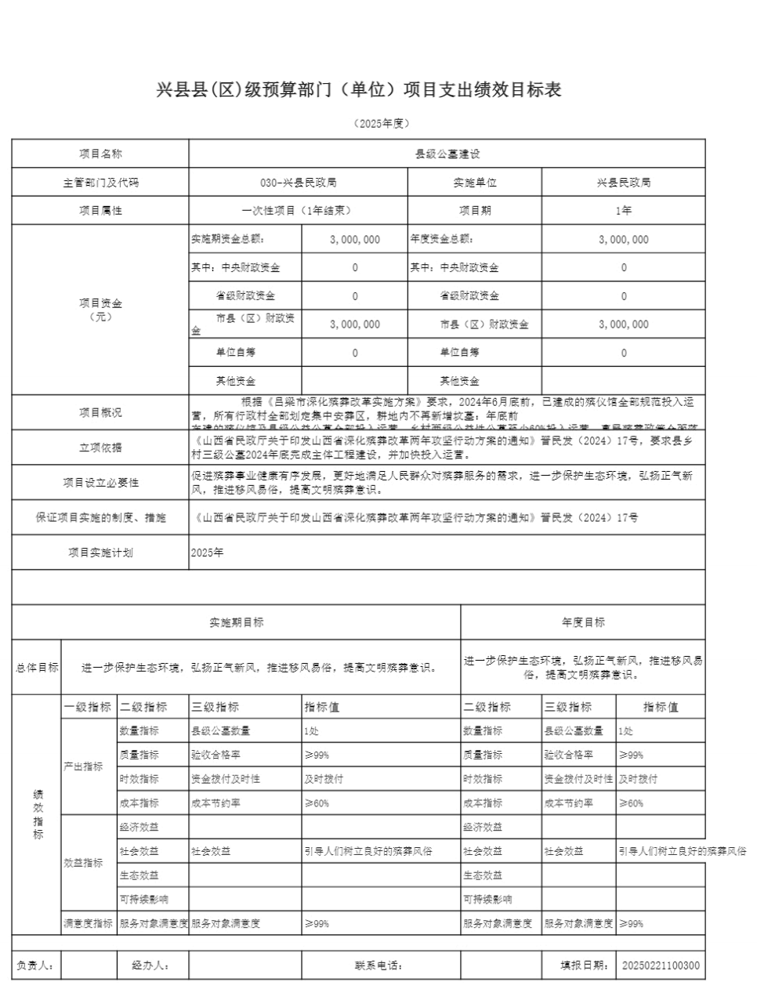 兴县县(区)级预算部门（单位）项目支出绩效目标表
（2025年度）
项目名称 县级公墓建设
主管部门及代码 030-兴县民政局 实施单位 兴县民政局
项目属性 一次性项目（1年结束） 项目期 1年
项目资金
（元）
实施期资金总额： 3,000,000 年度资金总额： 3,000,000
其中：中央财政资金 0 其中：中央财政资金 0
省级财政资金 0 省级财政资金 0
市县（区）财政资
金 3,000,000 市县（区）财政资金 3,000,000
单位自筹 0 单位自筹 0
其他资金 其他资金
项目概况
根据《吕梁市深化殡葬改革实施方案》要求，2024年6月底前，已建成的殡仪馆全部规范投入运
营，所有行政村全部划定集中安葬区，耕地内不再新增坟墓：年底前
立项依据
《山西省民政厅关于印发山西省深化殡葬改革两年攻坚行动方案的通知》晋民发（2024）17号，要求县乡
村三级公墓2024年底完成主体工程建设，并加快投入运营。
项目设立必要性
促进殡葬事业健康有序发展，更好地满足人民群众对殡葬服务的需求，进一步保护生态环境，弘扬正气新
风，推进移风易俗，提高文明殡葬意识。
保证项目实施的制度、措施 《山西省民政厅关于印发山西省深化殡葬改革两年攻坚行动方案的通知》晋民发（2024）17号
项目实施计划 2025年
实施期目标 年度目标
总体目标 进一步保护生态环境，弘扬正气新风，推进移风易俗，提高文明殡葬意识。
进一步保护生态环境，弘扬正气新风，推进移风易
俗，提高文明殡葬意识。
绩效指标
一级指标 二级指标 三级指标 指标值 二级指标 三级指标 指标值
产出指标
数量指标 县级公墓数量 1处 数量指标 县级公墓数量 1处
质量指标 验收合格率 ≥99% 质量指标 验收合格率 ≥99%
时效指标 资金拨付及时性 及时拨付 时效指标 资金拨付及时性 及时拨付
成本指标 成本节约率 ≥60% 成本指标 成本节约率 ≥60%
效益指标
经济效益 经济效益
社会效益 社会效益 引导人们树立良好的殡葬风俗 社会效益 社会效益 引导人们树立良好的殡葬风俗
生态效益 生态效益
可持续影响 可持续影响
满意度指标 服务对象满意度 服务对象满意度 ≥99% 服务对象满意度 服务对象满意度 ≥99%
负责人： 经办人： 联系电话： 填报日期： 20250221100300